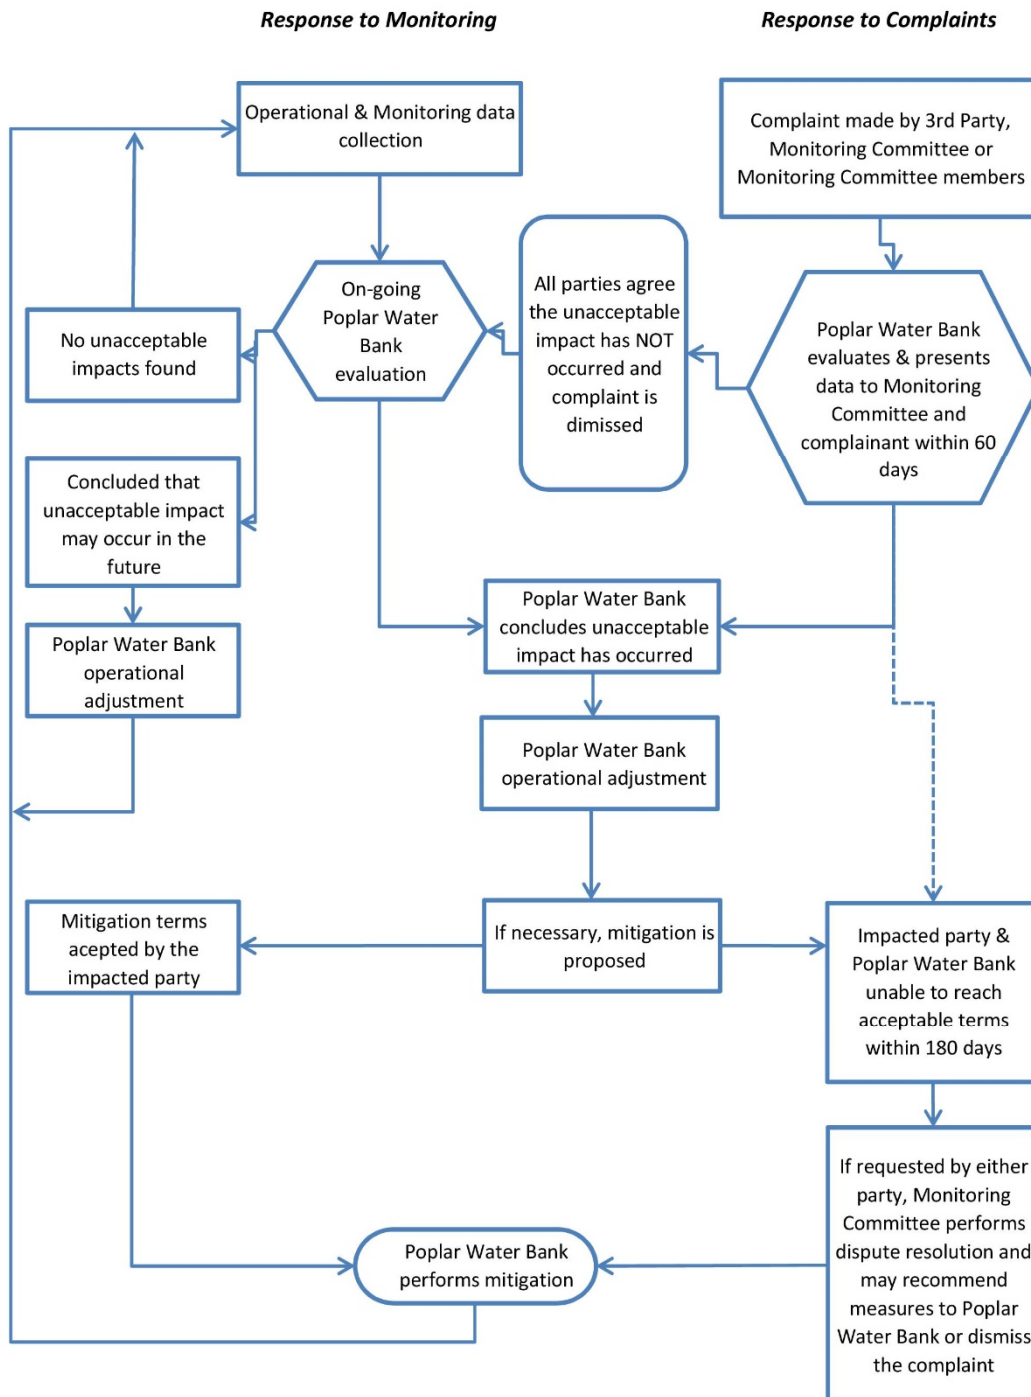 Response to Monitoring
Response to Complaints
Operational & Monitoring data
collection
Complaint made by 3rd Party,
Monitoring Committee or
Monitoring Committee members
No unacceptable
impacts found
On-going
Poplar Water
Bank
evaluation
All parties agree
the unacceptable
impact has NOT
occurred and
complaint is
dimissed
Poplar Water Bank
evaluates & presents
data to Monitoring
Committee and
complainant within 60
days
Concluded that
unacceptable impact
may occur in the
future
Poplar Water Bank
operational
adjustment
Poplar Water Bank
concludes unacceptable
impact has occurred
Poplar Water Bank
operational adjustment
Mitigation terms
acepted by the
impacted party
If necessary, mitigation is
proposed
Impacted party &
Poplar Water Bank
unable to reach
acceptable terms
within 180 days
Poplar Water Bank
performs mitigation
If requested by either
party, Monitoring
Committee performs
dispute resolution and
may recommend
measures to Poplar
Water Bank or dismiss
the complaint